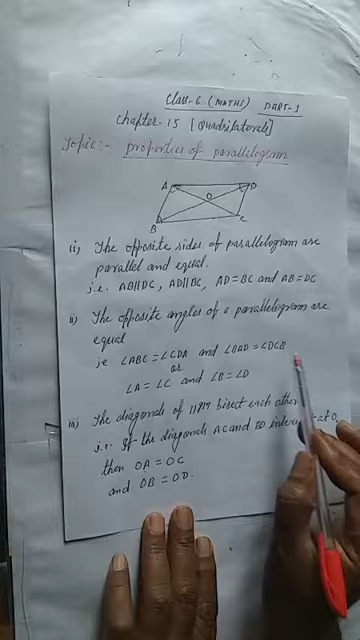 Class-6 (MATHS) PART-1
Chapter-15 [Quadrilaterals]
Topic:- properties of parallelogram
A D
O
B C
ii, The opposite sides of parallelogram are
parallel and equal.
i.e. AB||DC, AD||BC, AD=BC and AB=DC
ii) The opposite angles of a parallelogram are
equal
ie ∠ABC=∠CDA and ∠BAD=∠DCB
or
∠A=∠C and ∠B=∠D
iii) The diagonals of ||gm bisect each other
i.e. If the diagonals AC and BD at O,
then OA=OC
and OB=OD.